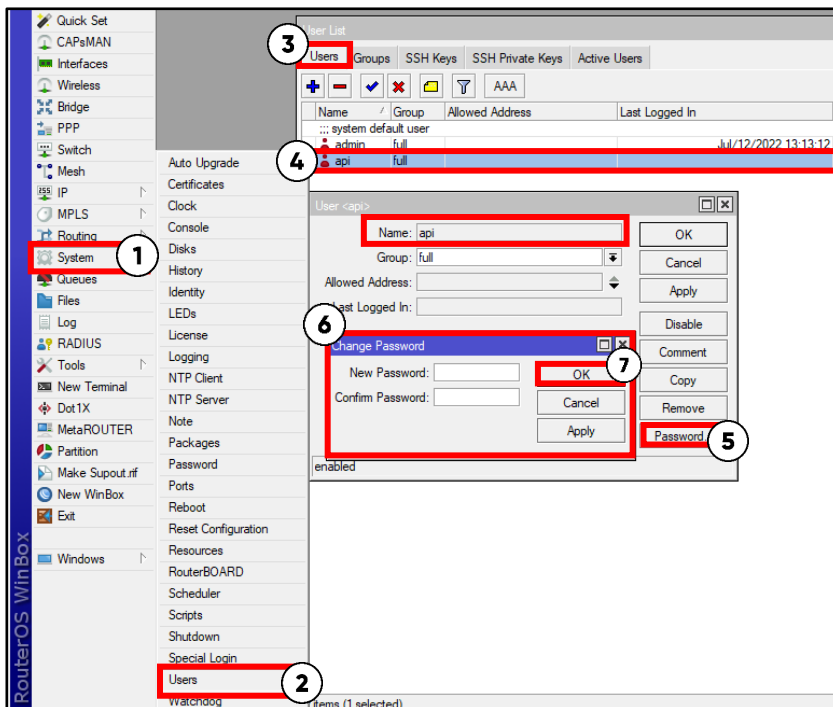 Quick Set
CAPsMAN
Interfaces
Wireless
Bridge
PPP
Switch
Mesh
IP
MPLS
Routing
System
Queues
Files
Log
RADIUS
Tools
New Terminal
Dot1X
MetaROUTER
Partition
Make Supout.rif
New WinBox
Exit
Windows
RouterOS WinBox
1
Auto Upgrade
Certificates
Clock
Console
Disks
History
Identity
LEDs
License
Logging
NTP Client
NTP Server
Note
Packages
Password
Ports
Reboot
Reset Configuration
Resources
RouterBOARD
Scheduler
Scripts
Shutdown
Special Login
Users
Watchdog
2
User List
3
Users Groups SSH Keys SSH Private Keys Active Users
AAA
Name / Group Allowed Address Last Logged In
;;; system default user
admin full Jul/12/2022 13:13:12
4
api full
User <api>
Name: api
Group: full
Allowed Address:
Last Logged In:
OK
Cancel
Apply
Disable
Comment
Copy
Remove
Password
5
6
Change Password
New Password:
Confirm Password:
OK
7
Cancel
Apply
enabled
items (1 selected)